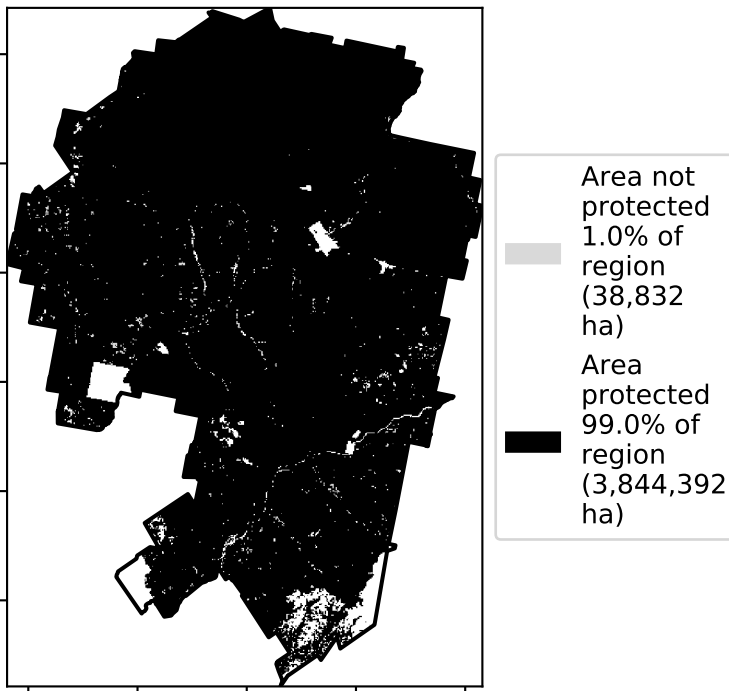 Area not
protected
1.0% of
region
(38,832
ha)
Area
protected
99.0% of
region
(3,844,392
ha)